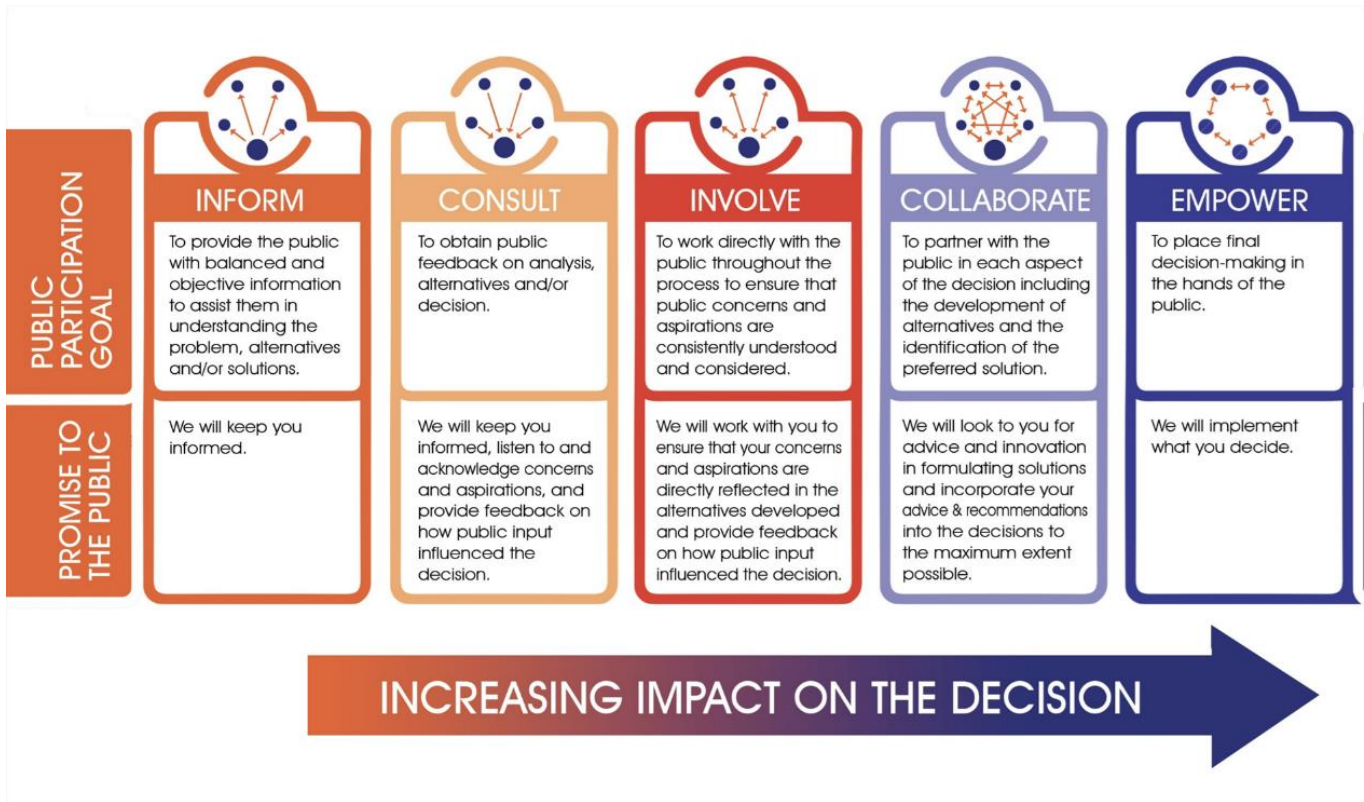 PUBLIC
PARTICIPATION
GOAL
INFORM
To provide the public
with balanced and
objective information
to assist them in
understanding the
problem, alternatives
and/or solutions.
CONSULT
To obtain public
feedback on analysis,
alternatives and/or
decision.
INVOLVE
To work directly with the
public throughout the
process to ensure that
public concerns and
aspirations are
consistently understood
and considered.
COLLABORATE
To partner with the
public in each aspect
of the decision including
the development of
alternatives and the
identification of the
preferred solution.
EMPOWER
To place final
decision-making in
the hands of the
public.
PROMISE TO
THE PUBLIC
We will keep you
informed.
We will keep you
informed, listen to and
acknowledge concerns
and aspirations, and
provide feedback on
how public input
influenced the
decision.
We will work with you to
ensure that your concerns
and aspirations are
directly reflected in the
alternatives developed
and provide feedback
on how public input
influenced the decision.
We will look to you for
advice and innovation
in formulating solutions
and incorporate your
advice & recommendations
into the decisions to
the maximum extent
possible.
We will implement
what you decide.
INCREASING IMPACT ON THE DECISION